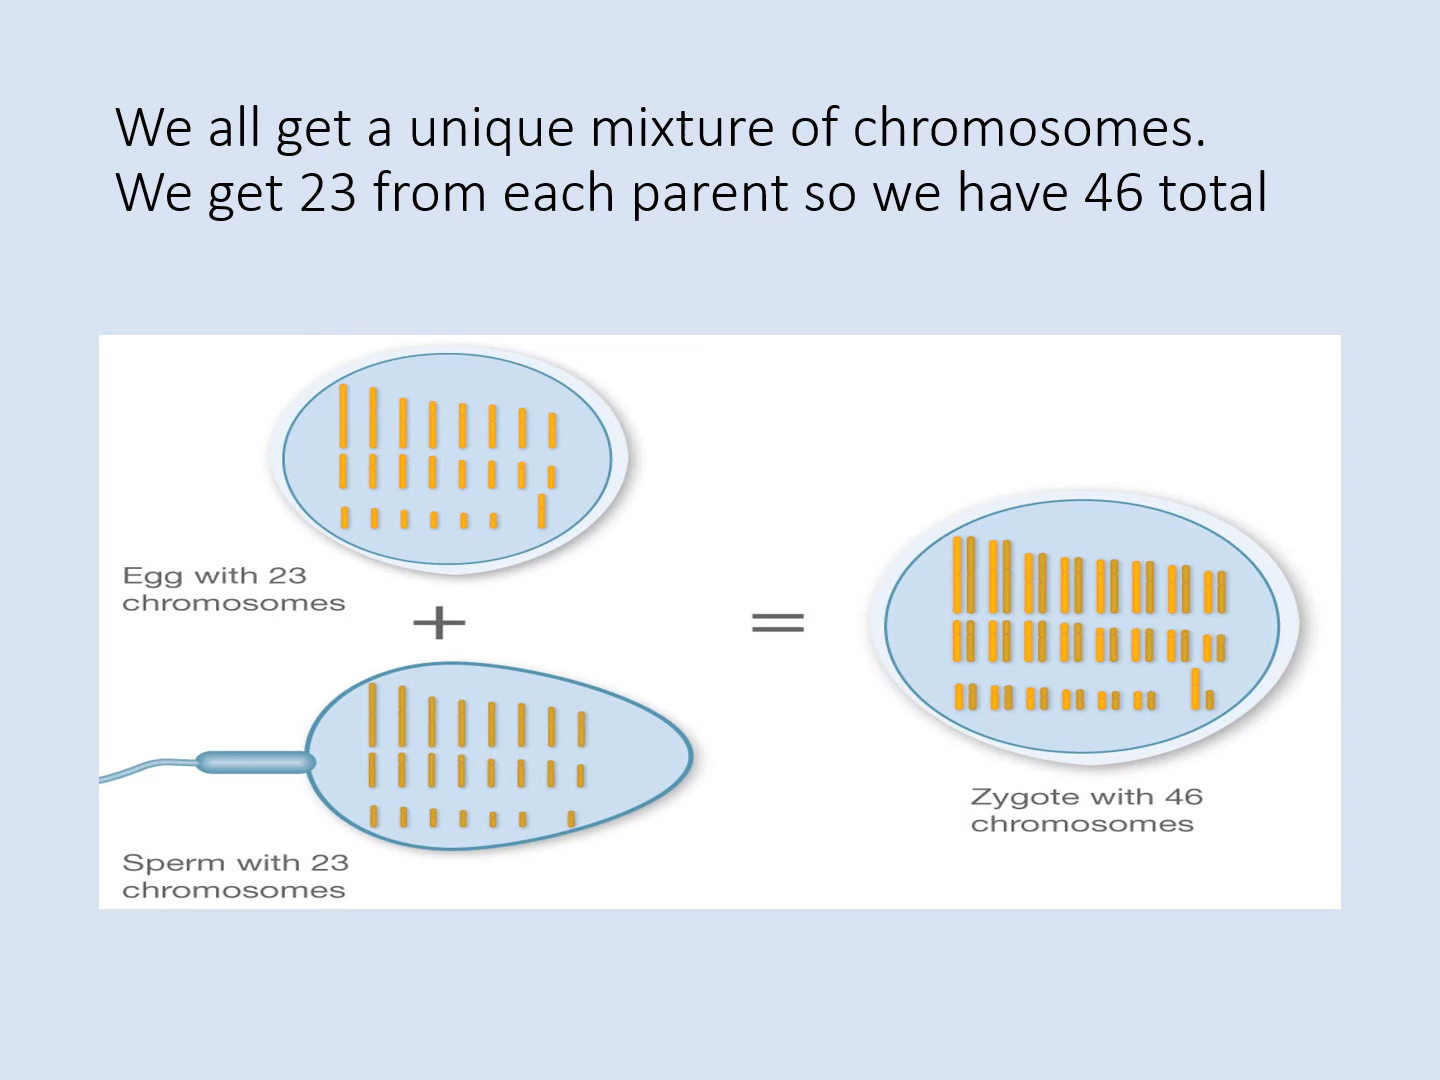 We all get a unique mixture of chromosomes.
We get 23 from each parent so we have 46 total
Egg with 23
chromosomes
+
=
Sperm with 23
chromosomes
Zygote with 46
chromosomes